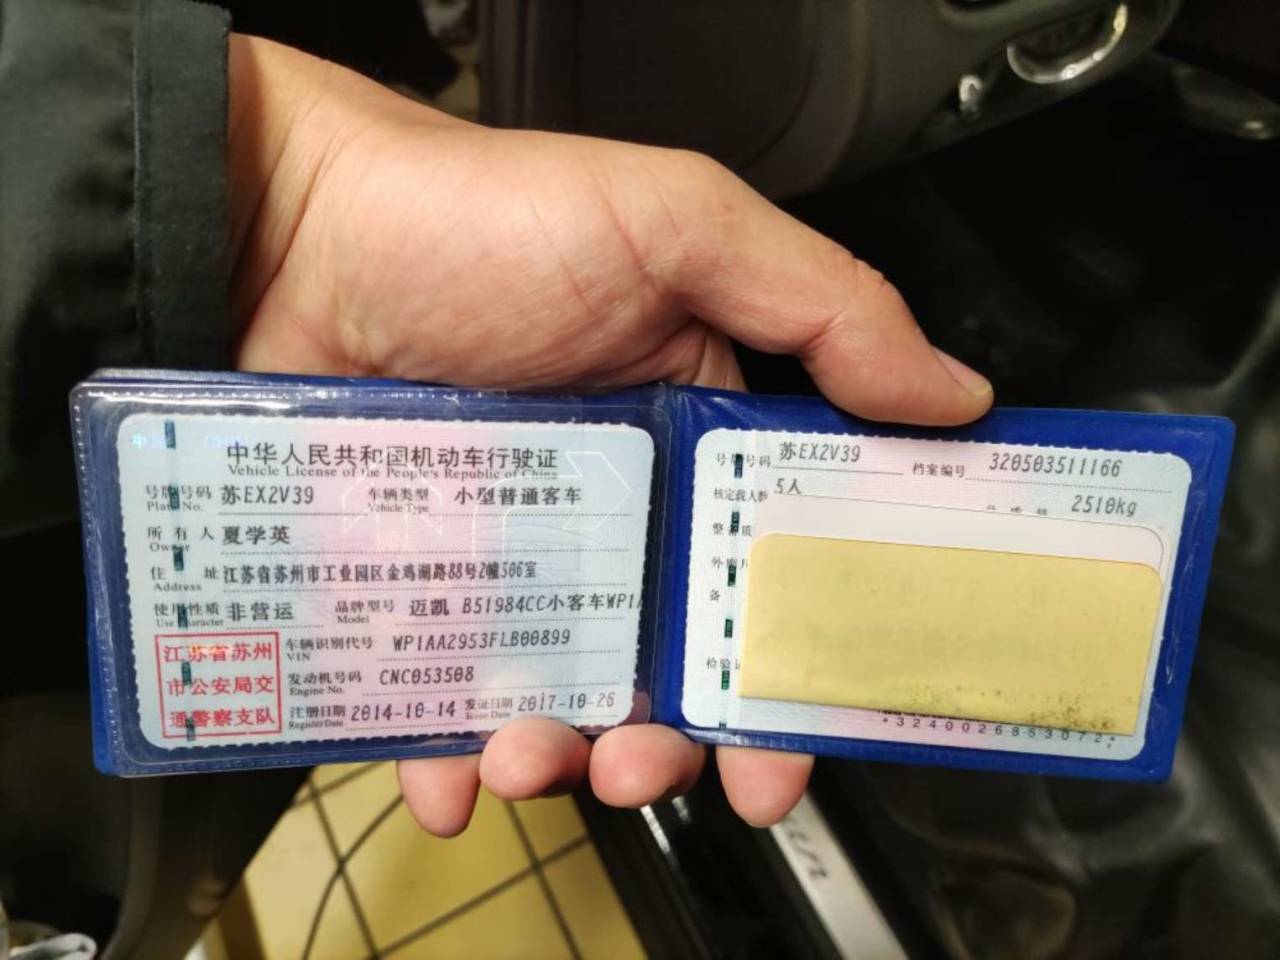 中华人民共和国机动车行驶证
Vehicle License of the People's Republic of China
号牌号码 苏EX2V39 车辆类型 小型普通客车
Plate No. Vehicle Type
所有人 夏学英
Owner
住址 江苏省苏州市工业园区金鸡湖路88号2幢506室
Address
使用性质 非营运 品牌型号 迈凯 B51984CC小客车WP1A
Use Character Model
江苏省苏州
市公安局交
通警察支队
车辆识别代号 WP1AA2953FLB00899
VIN
发动机号码 CNC053508
Engine No.
注册日期 2014-10-14 发证日期 2017-10-26
Register Date Issue Date
号牌号码 苏EX2V39 档案编号 320503511166
核定载人数 5人
2510kg
整备质
外廓
备
检验
*3240026853072*